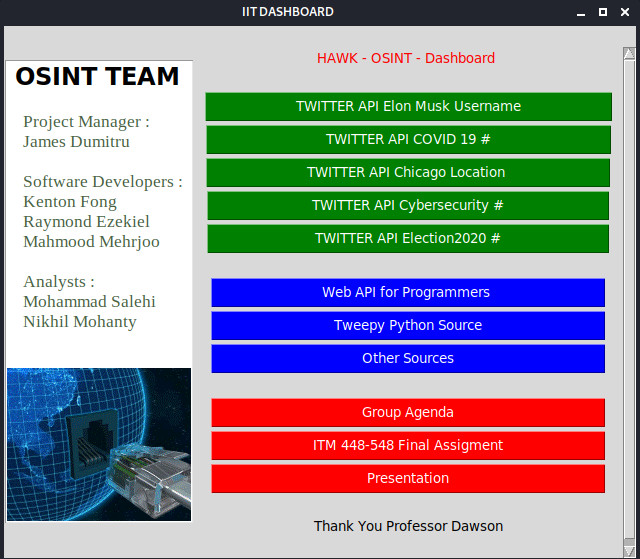 IIT DASHBOARD
OSINT TEAM
Project Manager :
James Dumitru
Software Developers :
Kenton Fong
Raymond Ezekiel
Mahmood Mehrjoo
Analysts :
Mohammad Salehi
Nikhil Mohanty
HAWK - OSINT - Dashboard
TWITTER API Elon Musk Username
TWITTER API COVID 19 #
TWITTER API Chicago Location
TWITTER API Cybersecurity #
TWITTER API Election2020 #
Web API for Programmers
Tweepy Python Source
Other Sources
Group Agenda
ITM 448-548 Final Assigment
Presentation
Thank You Professor Dawson